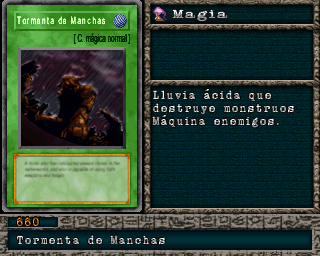 Tormenta de Manchas
[C. mágica normal]
Magia
Lluvia ácida que
destruye monstruos
Máquina enemigos.
660
Tormenta de Manchas